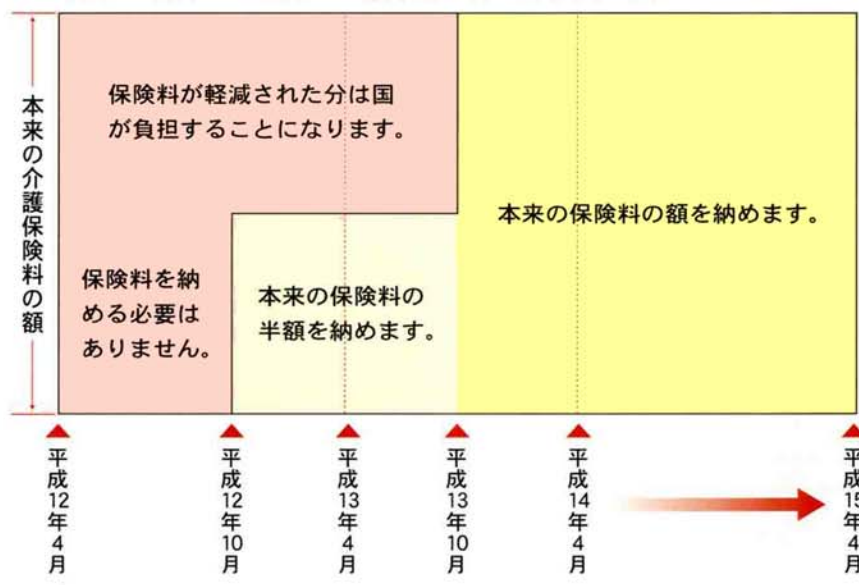 本来の介護保険料の額
保険料が軽減された分は国
が負担することになります。
保険料を納
める必要は
ありません。
本来の保険料の
半額を納めます。
本来の保険料の額を納めます。
平成12年4月
平成12年10月
平成13年4月
平成13年10月
平成14年4月
平成15年4月